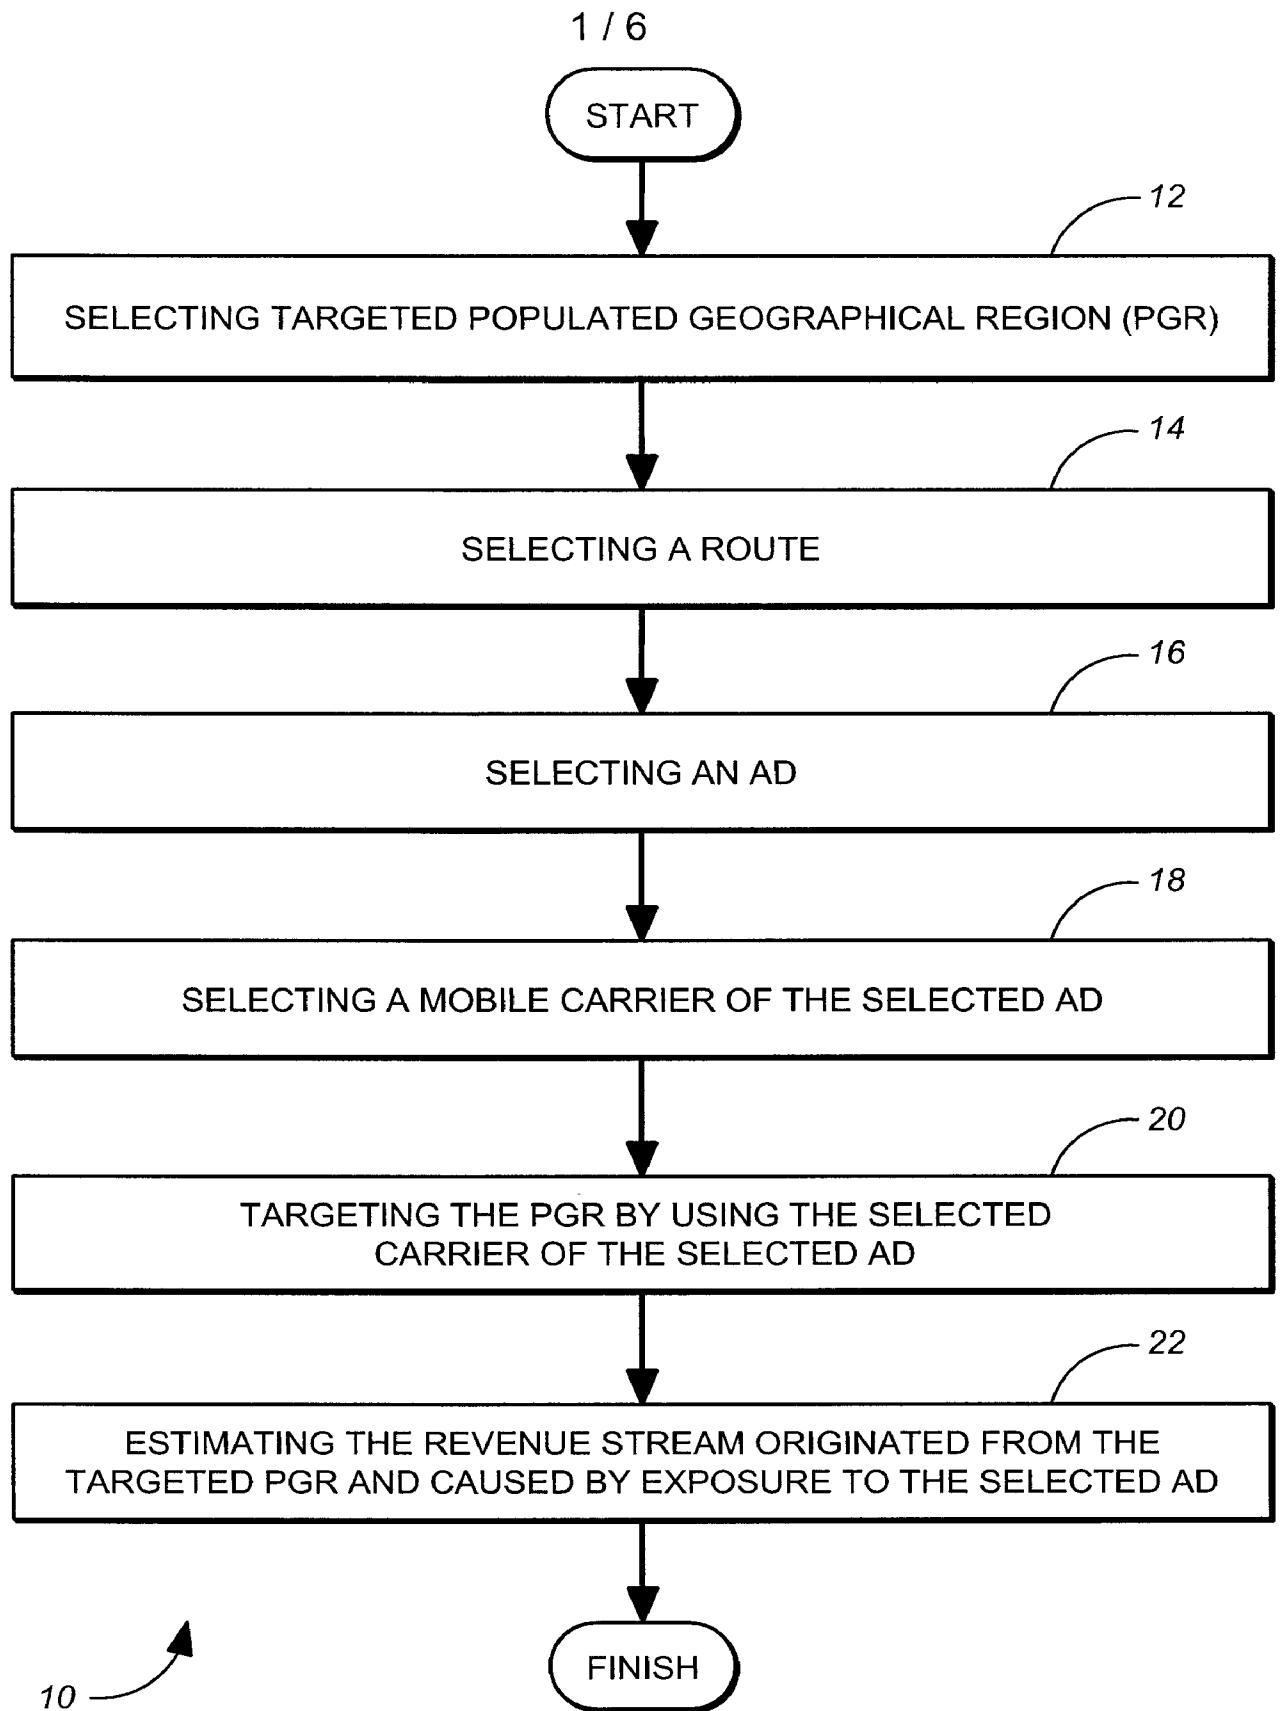 1 / 6
START
12
SELECTING TARGETED POPULATED GEOGRAPHICAL REGION (PGR)
14
SELECTING A ROUTE
16
SELECTING AN AD
18
SELECTING A MOBILE CARRIER OF THE SELECTED AD
20
TARGETING THE PGR BY USING THE SELECTED
CARRIER OF THE SELECTED AD
22
ESTIMATING THE REVENUE STREAM ORIGINATED FROM THE
TARGETED PGR AND CAUSED BY EXPOSURE TO THE SELECTED AD
FINISH
10